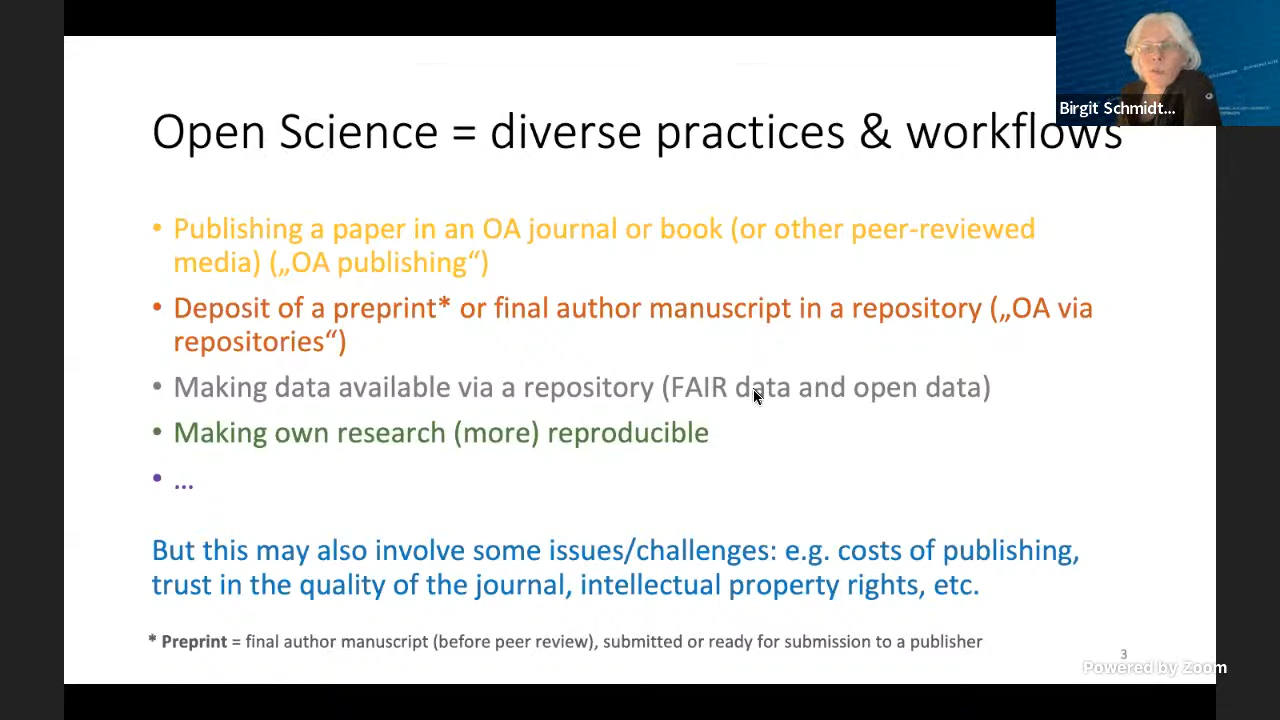 Birgit Schmidt...
Open Science = diverse practices & workflows
• Publishing a paper in an OA journal or book (or other peer-reviewed
media) („OA publishing“)
• Deposit of a preprint* or final author manuscript in a repository („OA via
repositories“)
• Making data available via a repository (FAIR data and open data)
• Making own research (more) reproducible
• ...
But this may also involve some issues/challenges: e.g. costs of publishing,
trust in the quality of the journal, intellectual property rights, etc.
* Preprint = final author manuscript (before peer review), submitted or ready for submission to a publisher
3
Powered by Zoom